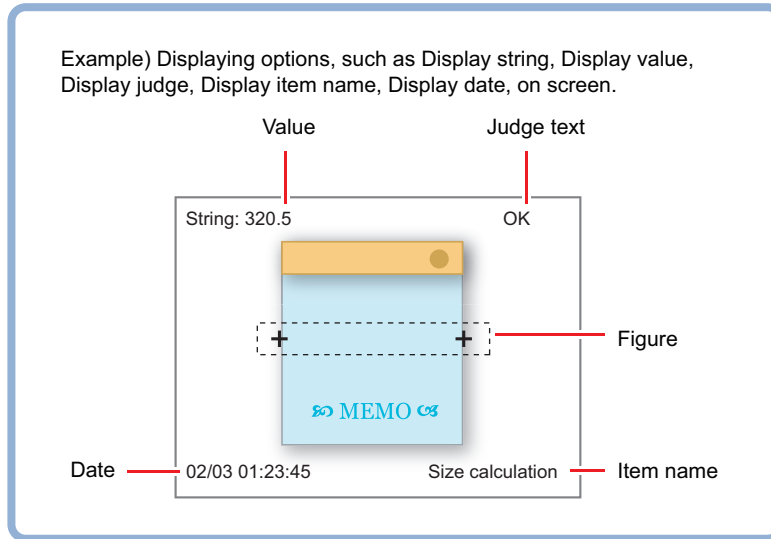 Example) Displaying options, such as Display string, Display value,
Display judge, Display item name, Display date, on screen.
Value
Judge text
String: 320.5
OK
Figure
MEMO
Date
02/03 01:23:45
Size calculation
Item name